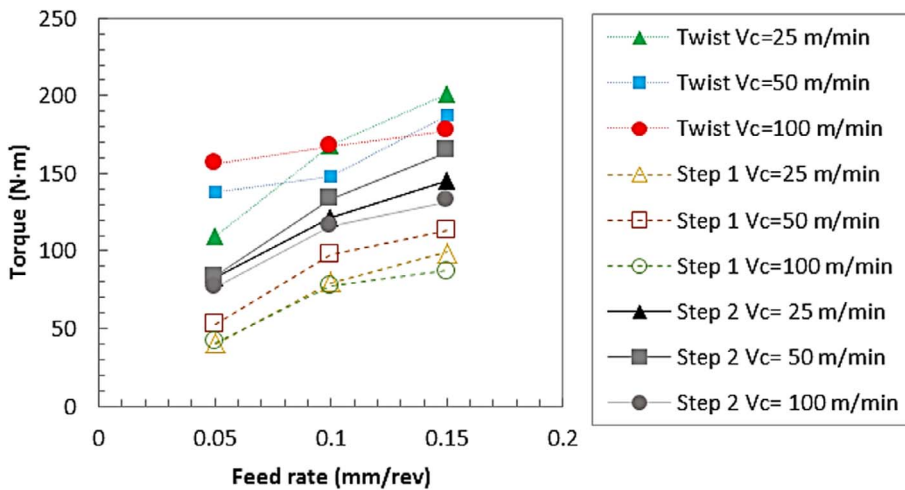 250
200
150
100
50
0
Torque (N·m)
0
0.05
0.1
0.15
0.2
Feed rate (mm/rev)
Twist Vc=25 m/min
Twist Vc=50 m/min
Twist Vc=100 m/min
Step 1 Vc=25 m/min
Step 1 Vc=50 m/min
Step 1 Vc=100 m/min
Step 2 Vc= 25 m/min
Step 2 Vc= 50 m/min
Step 2 Vc= 100 m/min